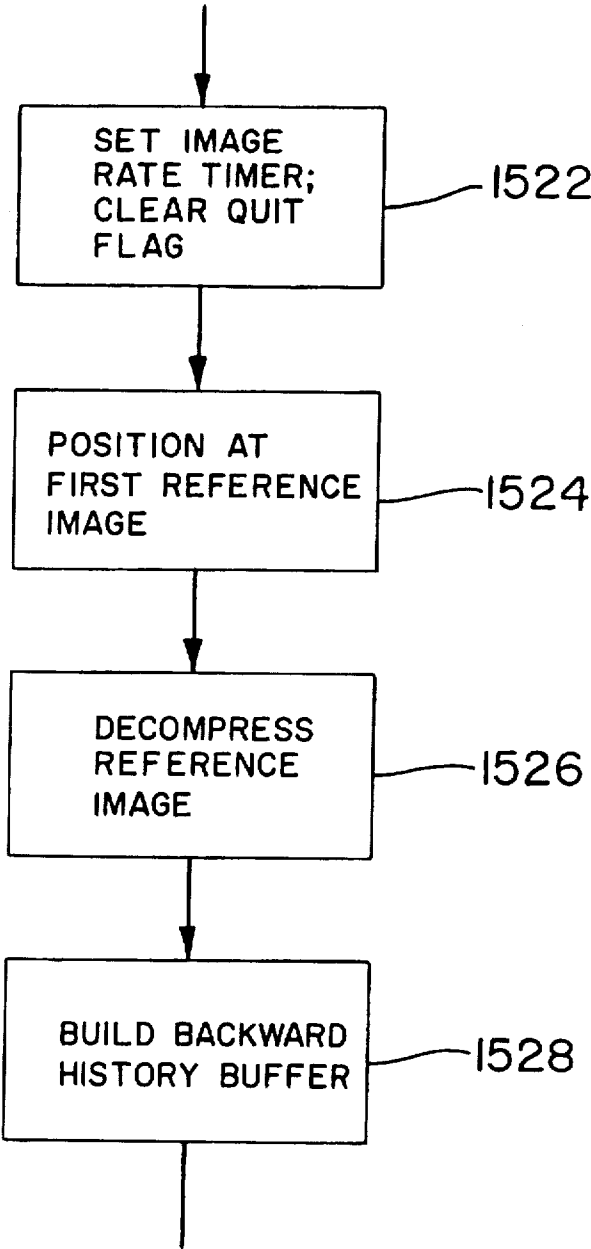 SET IMAGE
RATE TIMER;
CLEAR QUIT
FLAG
1522
POSITION AT
FIRST REFERENCE
IMAGE
1524
DECOMPRESS
REFERENCE
IMAGE
1526
BUILD BACKWARD
HISTORY BUFFER
1528